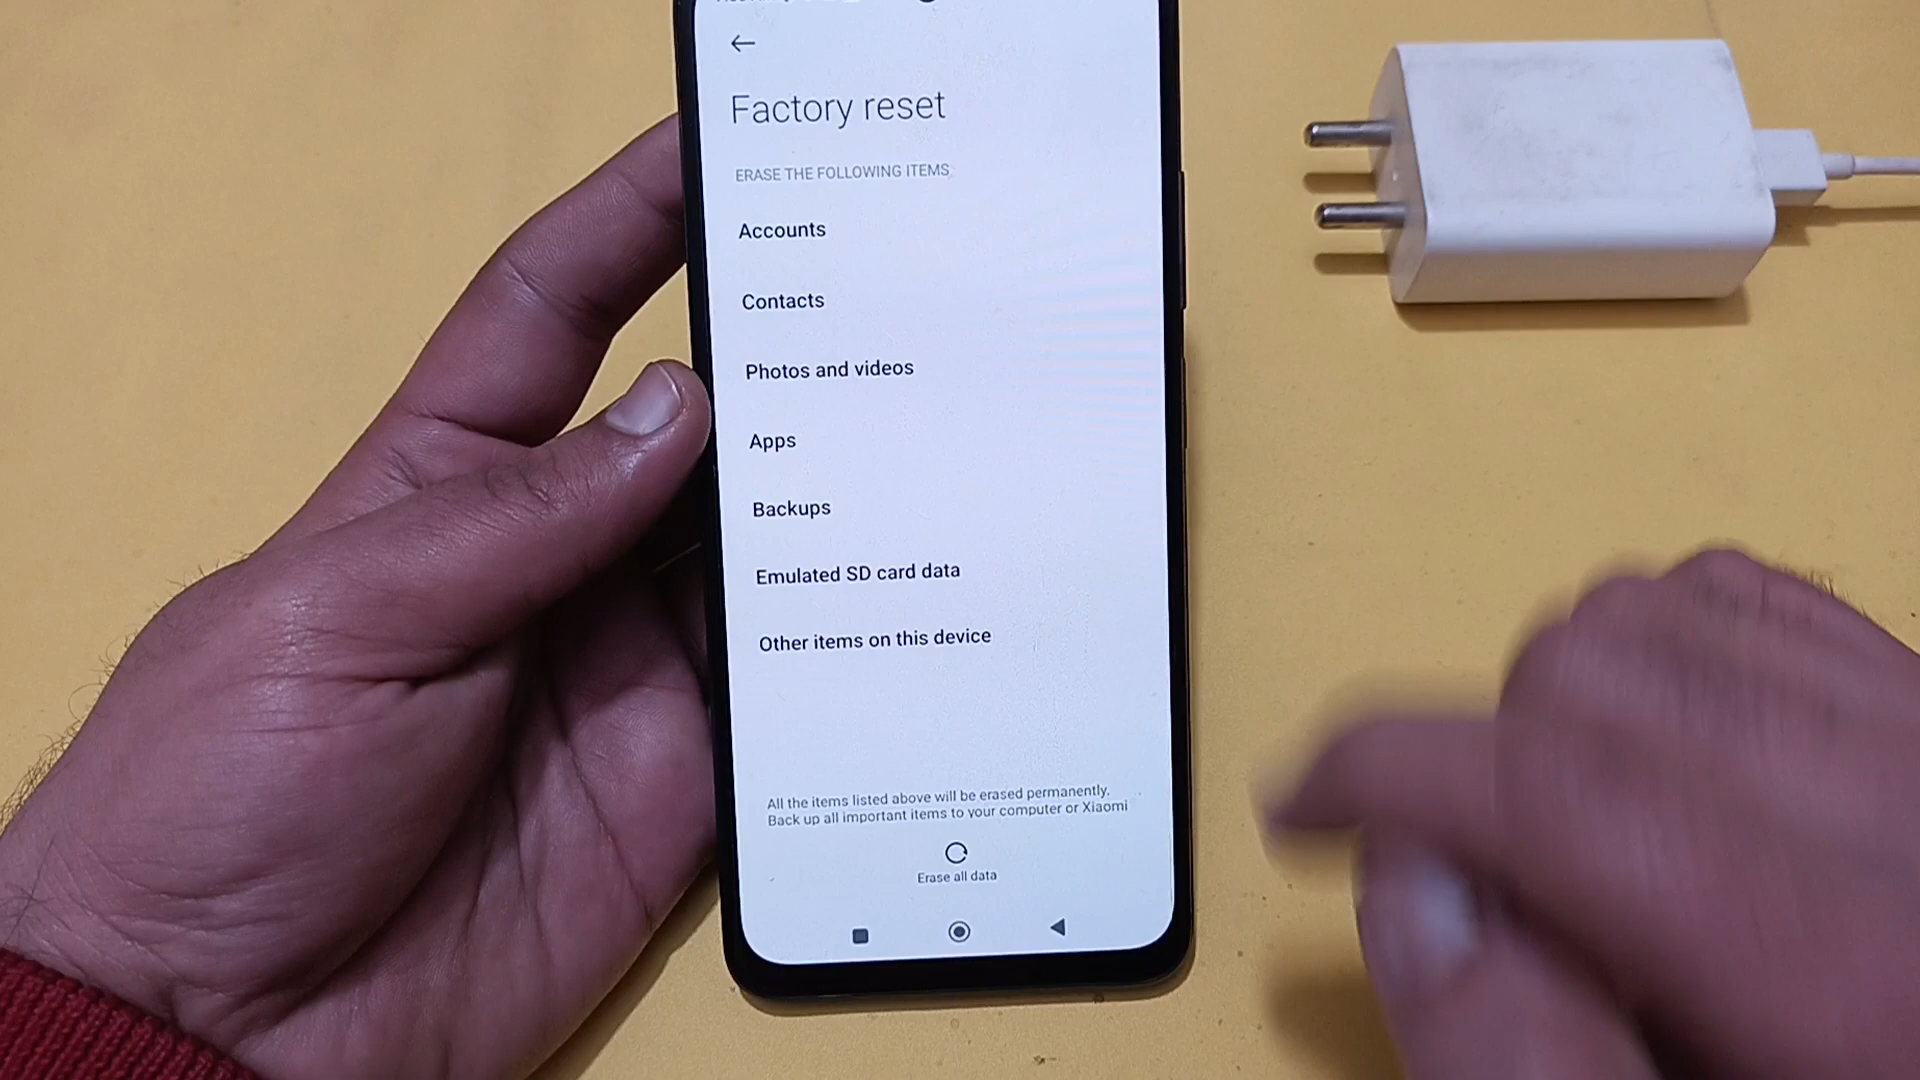 Factory reset
ERASE THE FOLLOWING ITEMS
Accounts
Contacts
Photos and videos
Apps
Backups
Emulated SD card data
Other items on this device
All the items listed above will be erased permanently.
Back up all important items to your computer or Xiaomi
Erase all data